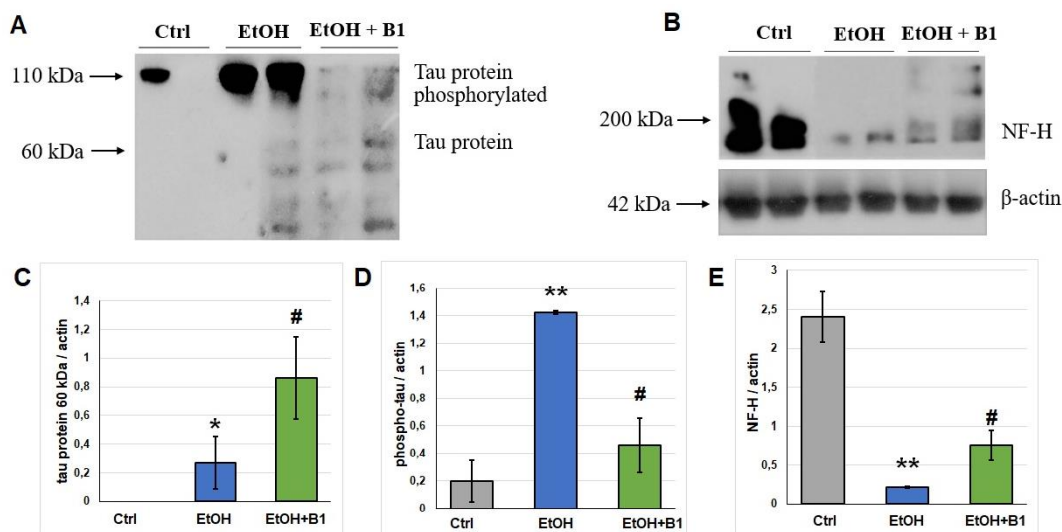 A
Ctrl EtOH EtOH + B1
110 kDa
Tau protein
phosphorylated
60 kDa
Tau protein
B
Ctrl EtOH EtOH + B1
200 kDa
NF-H
42 kDa
β-actin
C
tau protein 60 kDa / actin
1,4
1,2
1
0,8
0,6
0,4
0,2
0
*
#
Ctrl EtOH EtOH+B1
D
phospho-tau / actin
1,6
1,4
1,2
1
0,8
0,6
0,4
0,2
0
**
#
Ctrl EtOH EtOH+B1
E
NF-H / actin
3
2,5
2
1,5
1
0,5
0
**
#
Ctrl EtOH EtOH+B1